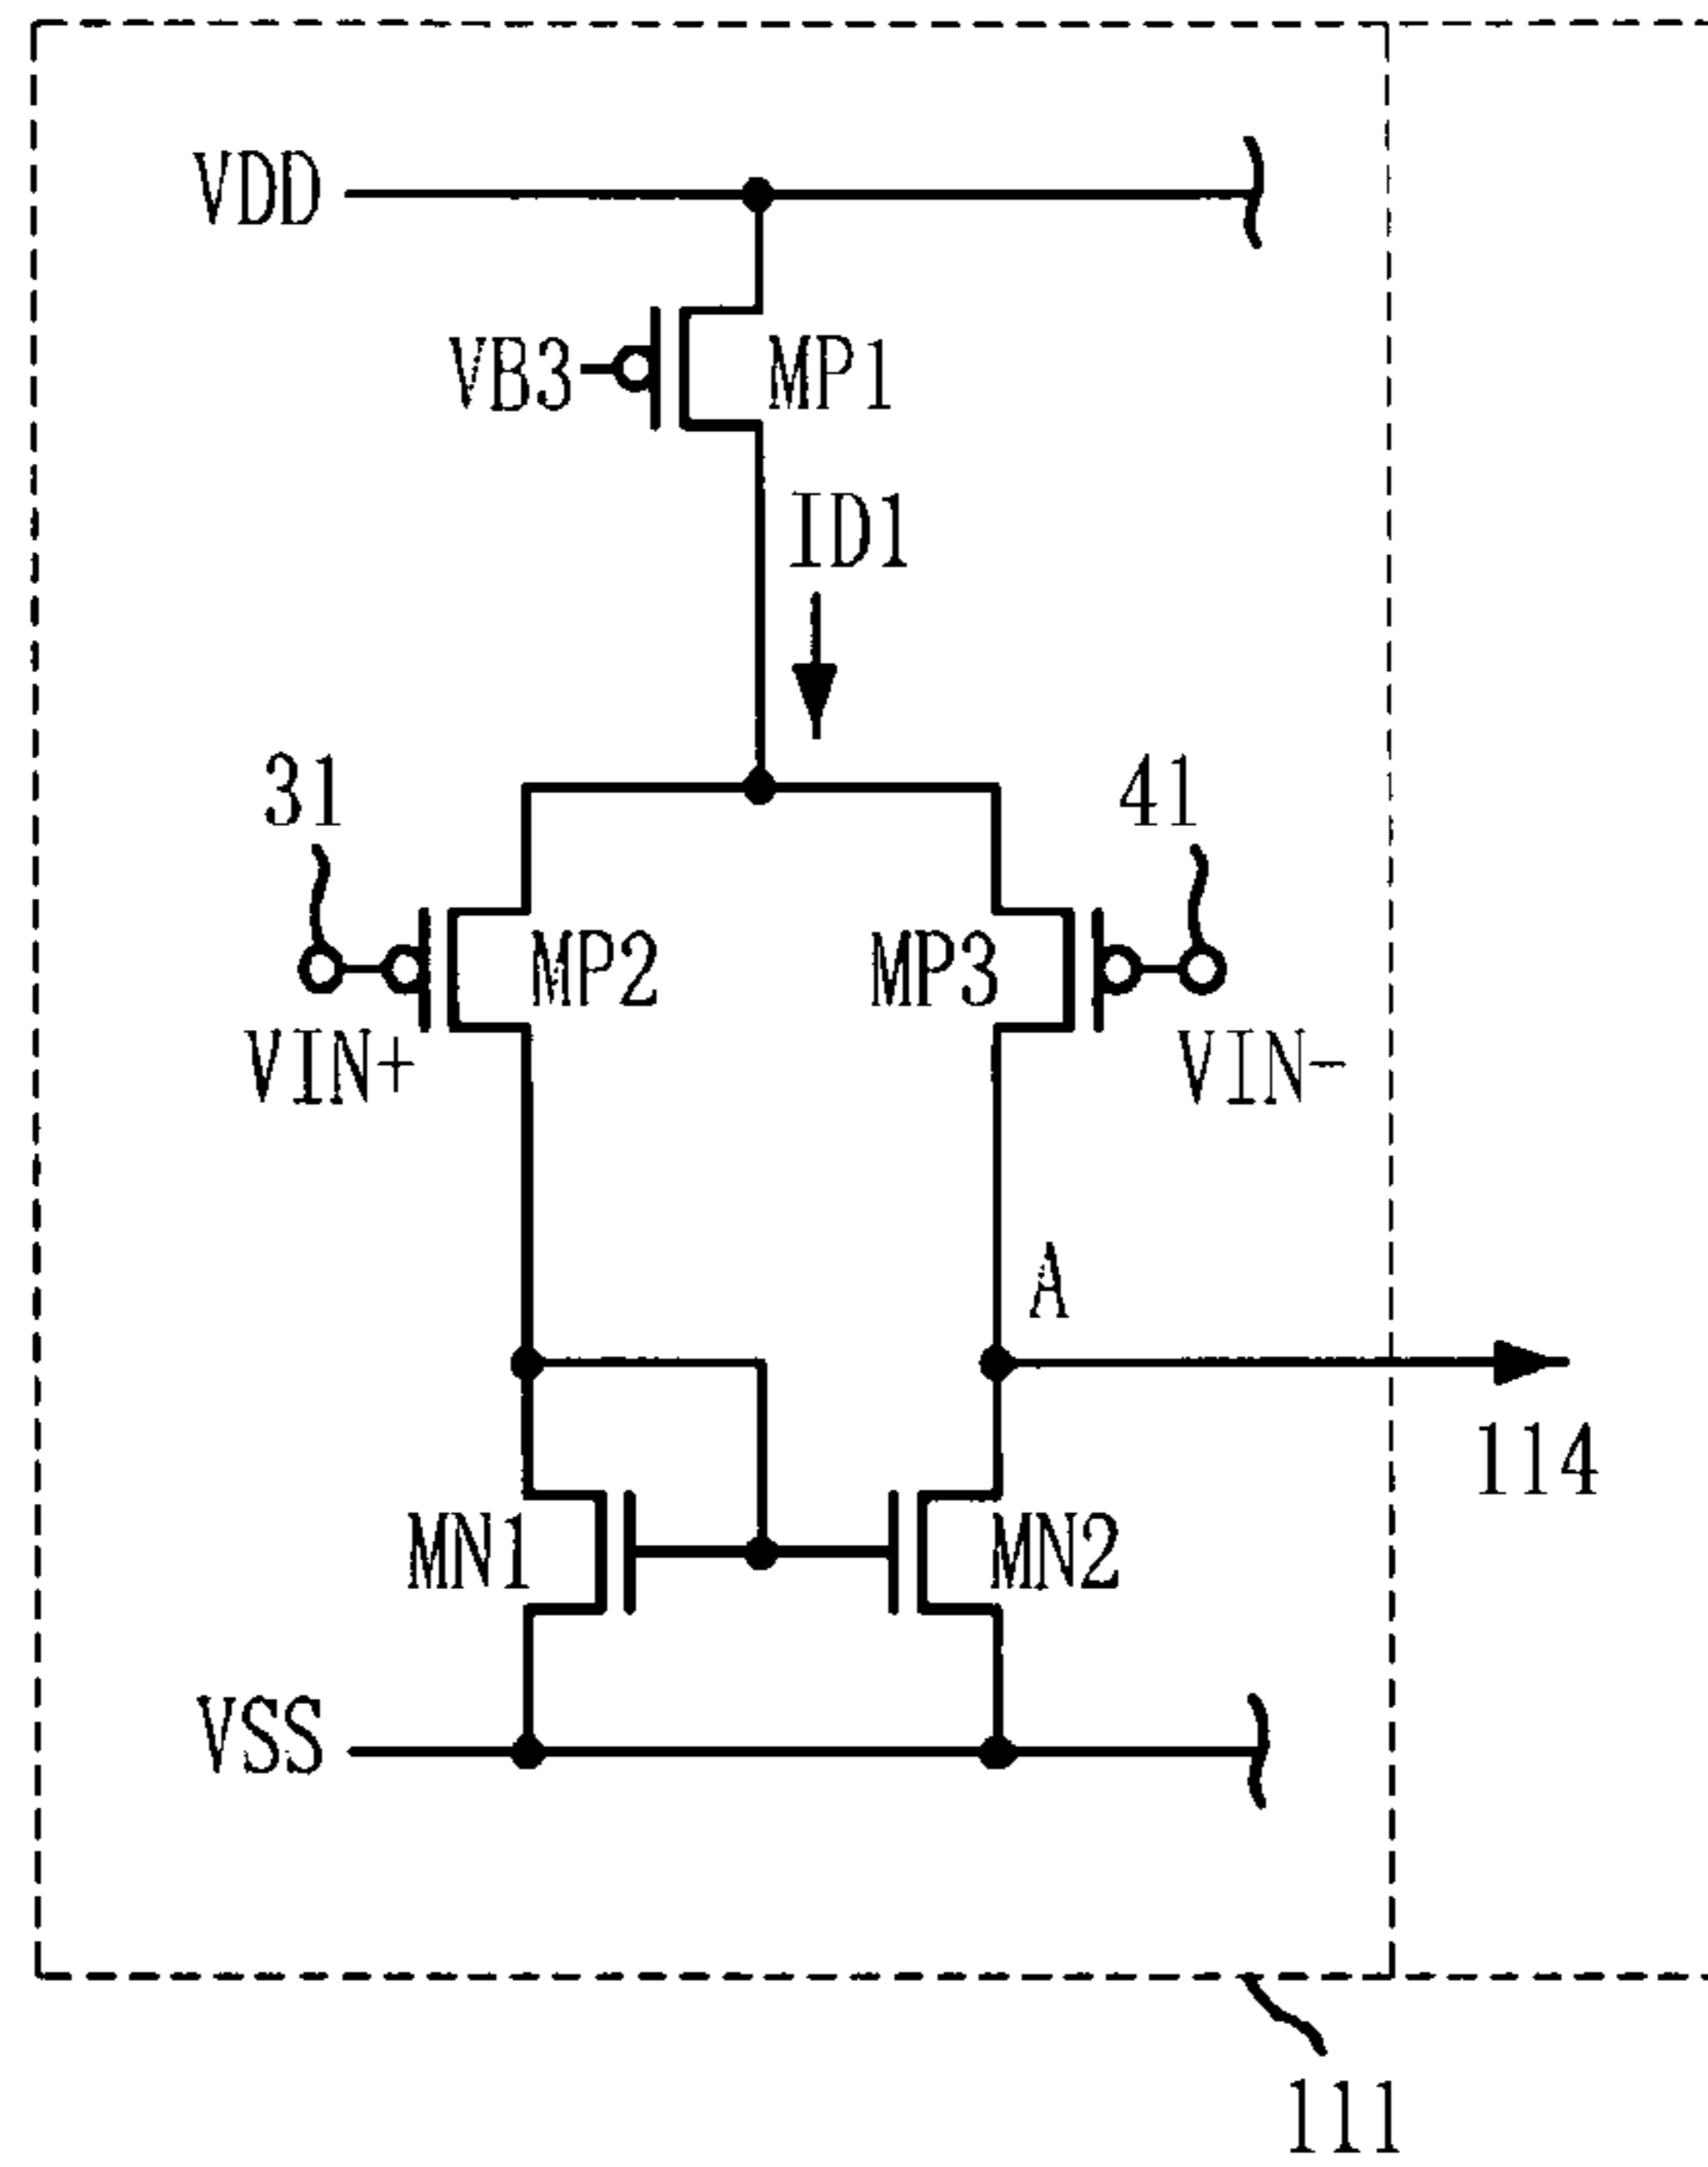 VDD
VB3
MP1
ID1
31
41
MP2
MP3
VIN+
VIN-
A
114
MN1
MN2
VSS
111